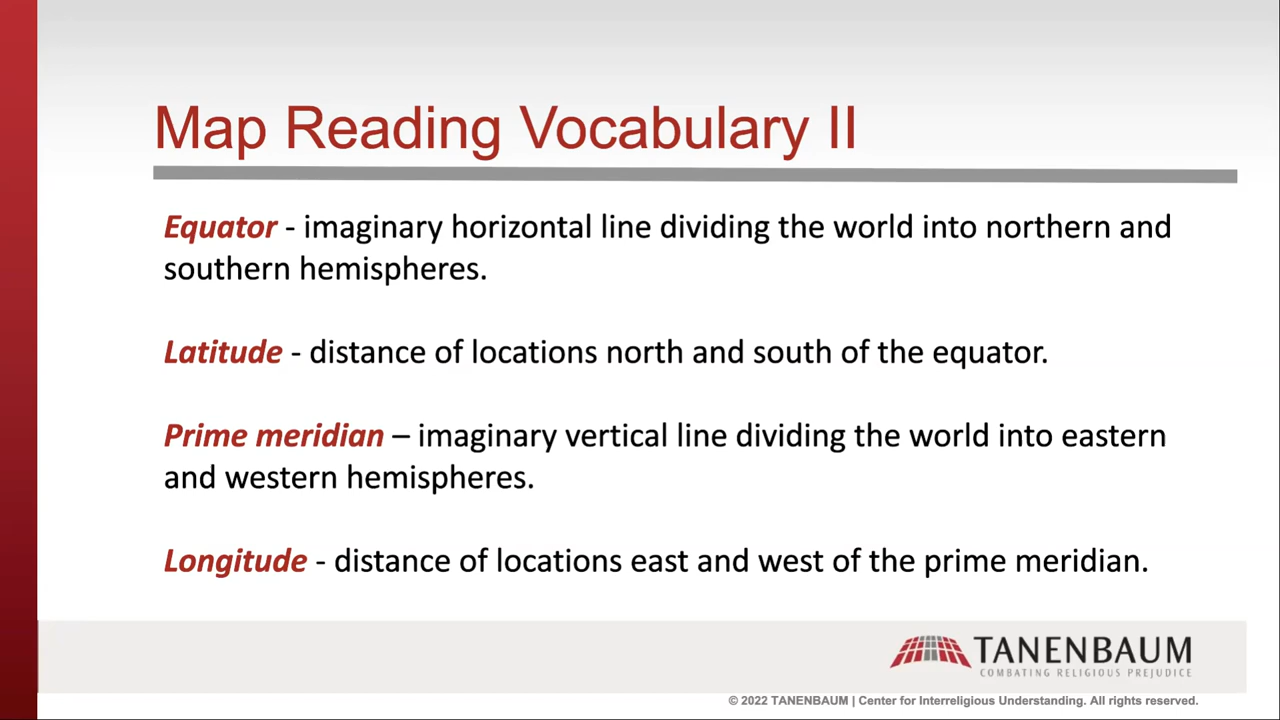 Map Reading Vocabulary II
Equator - imaginary horizontal line dividing the world into northern and
southern hemispheres.
Latitude - distance of locations north and south of the equator.
Prime meridian – imaginary vertical line dividing the world into eastern
and western hemispheres.
Longitude - distance of locations east and west of the prime meridian.
TANENBAUM
COMBATING RELIGIOUS PREJUDICE
© 2022 TANENBAUM | Center for Interreligious Understanding. All rights reserved.